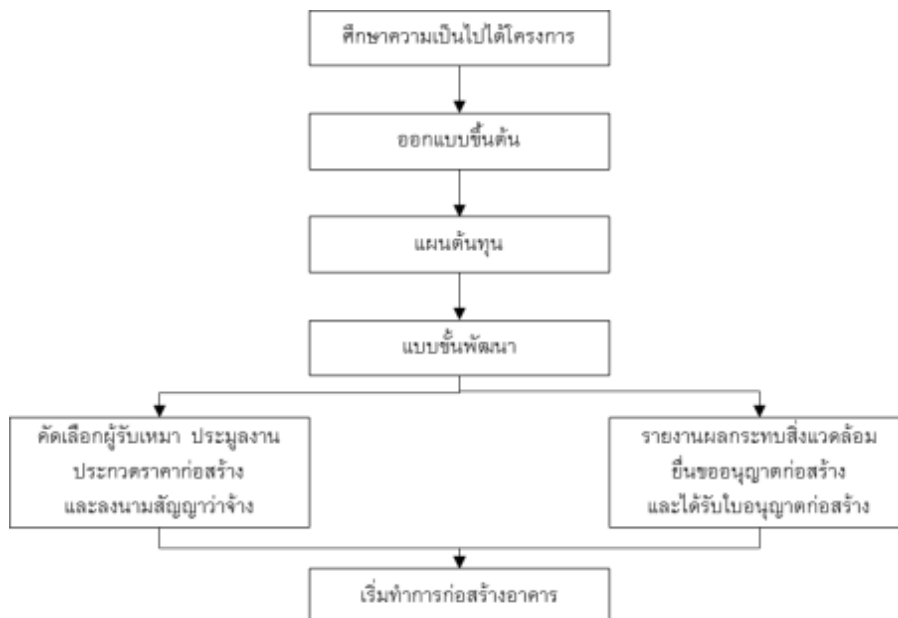 ศึกษาความเป็นไปได้โครงการ
ออกแบบขึ้นต้น
แผนต้นทุน
แบบขั้นพัฒนา
คัดเลือกผู้รับเหมา ประมูลงาน
ประกวดราคาก่อสร้าง
และลงนามสัญญาว่าจ้าง
รายงานผลกระทบสิ่งแวดล้อม
ยื่นขออนุญาตก่อสร้าง
และได้รับใบอนุญาตก่อสร้าง
เริ่มทำการก่อสร้างอาคาร